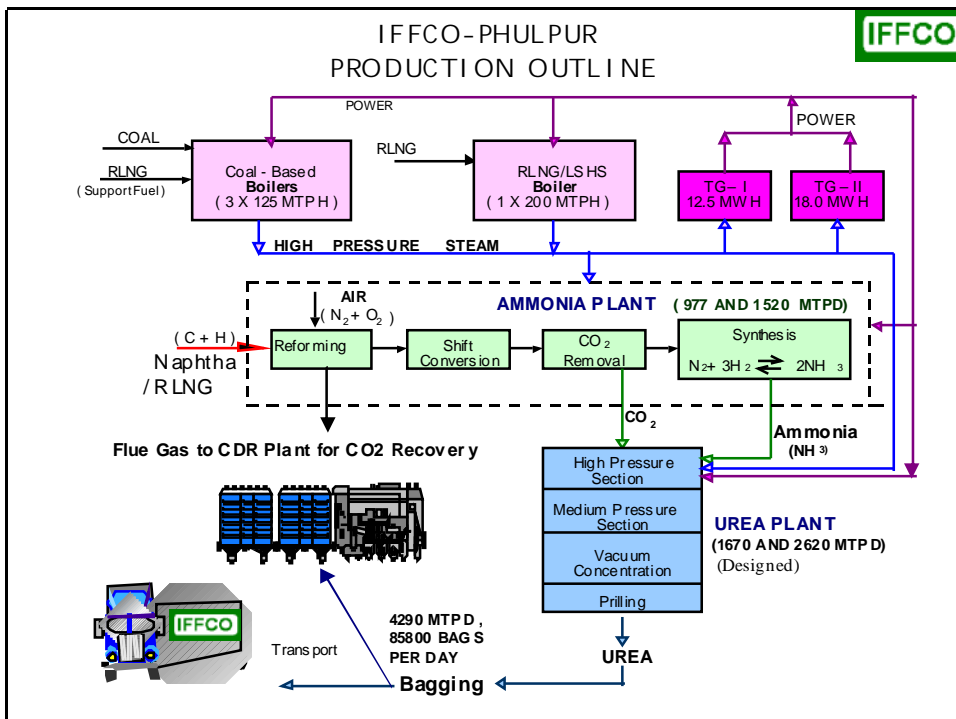 IFFCO-PHULPUR
PRODUCTION OUTLINE
IFFCO
POWER
POWER
COAL
RLNG
(Support Fuel)
Coal - Based
Boilers
( 3 X 125 MTPH )
RLNG
RLNG/LSHS
Boiler
( 1 X 200 MTPH )
TG – I
12.5 MWH
TG – II
18.0 MWH
HIGH PRESSURE STEAM
AIR
( N2 + O2 )
AMMONIA PLANT ( 977 AND 1520 MTPD)
( C + H )
Naphtha
/ RLNG
Reforming
Shift
Conversion
CO2
Removal
Synthesis
N2 + 3H2 ⇌ 2NH3
CO2
Ammonia
(NH3)
Flue Gas to CDR Plant for CO2 Recovery
High Pressure
Section
Medium Pressure
Section
Vacuum
Concentration
Prilling
UREA PLANT
(1670 AND 2620 MTPD)
(Designed)
IFFCO
Transport
4290 MTPD ,
85800 BAGS
PER DAY
UREA
Bagging